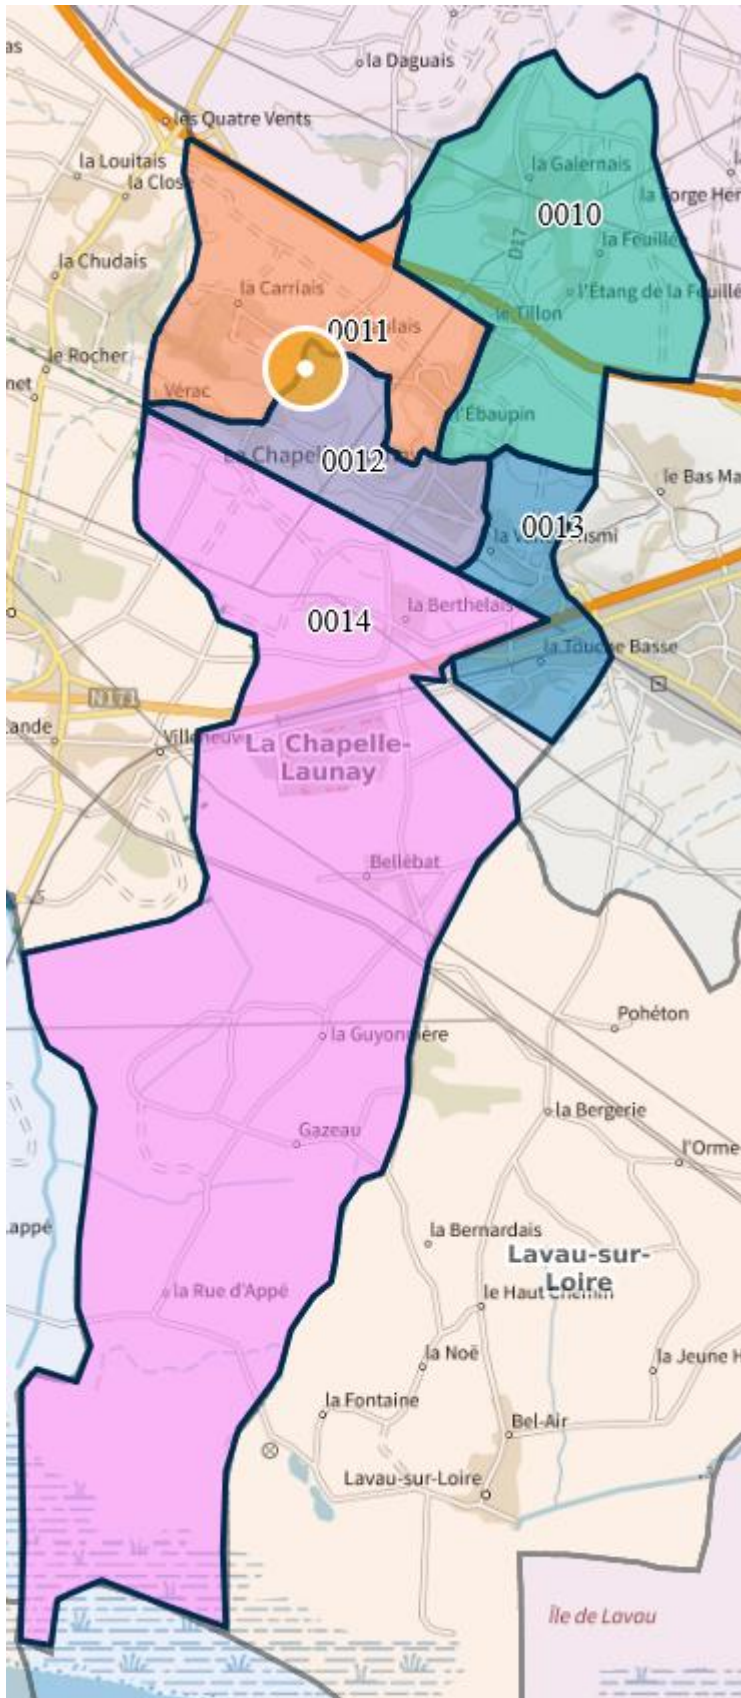 la Daguais
les Quatre Vents
la Louitais
la Galernais
la Close
0010
la Feuillée
D17
la Chudais
l'Étang de la Feuillée
la Carriais
le Tillon
0011
le Rocher
Vérac
l'Ébaupin
La Chapelle
0012
le Bas Ma
0013
la Berthelais
0014
la Touche Basse
N171
La Chapelle-
Launay
Bellébat
Pohéton
la Guyonnière
la Bergerie
Gazeau
l'Orme
la Bernardais
Lavau-sur-
Loire
la Rue d'Appé
le Haut Chemin
la Noë
la Jeune H
la Fontaine
Bel-Air
Lavau-sur-Loire
Île de Lavau